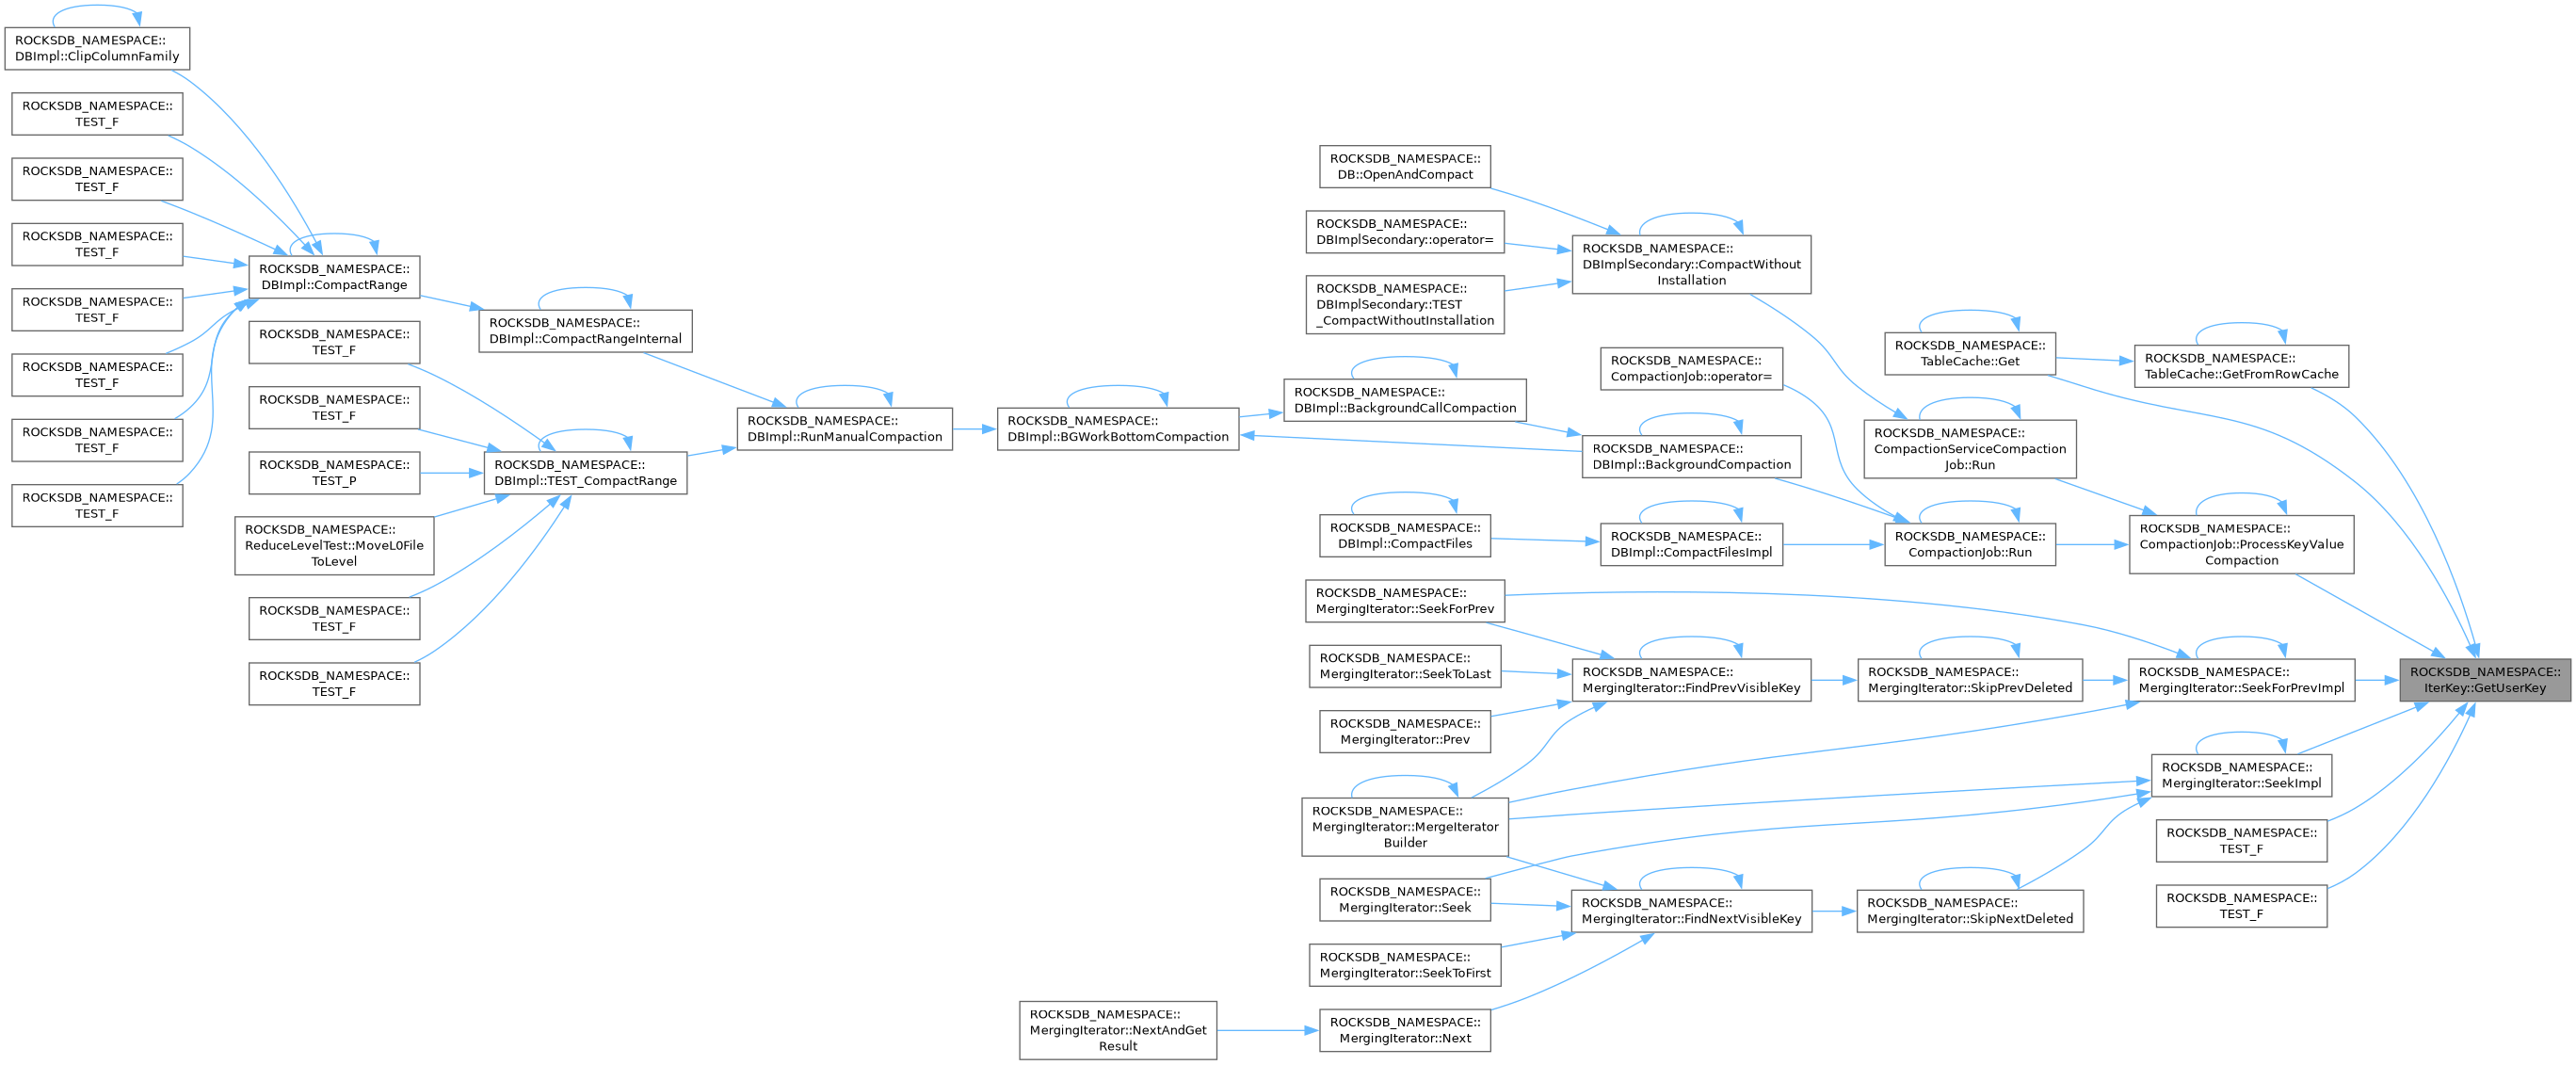 ROCKSDB_NAMESPACE::
DBImpl::ClipColumnFamily
ROCKSDB_NAMESPACE::
TEST_F
ROCKSDB_NAMESPACE::
TEST_F
ROCKSDB_NAMESPACE::
TEST_F
ROCKSDB_NAMESPACE::
TEST_F
ROCKSDB_NAMESPACE::
TEST_F
ROCKSDB_NAMESPACE::
TEST_F
ROCKSDB_NAMESPACE::
TEST_F
ROCKSDB_NAMESPACE::
DBImpl::CompactRange
ROCKSDB_NAMESPACE::
TEST_F
ROCKSDB_NAMESPACE::
TEST_F
ROCKSDB_NAMESPACE::
TEST_P
ROCKSDB_NAMESPACE::
ReduceLevelTest::MoveL0File
ToLevel
ROCKSDB_NAMESPACE::
TEST_F
ROCKSDB_NAMESPACE::
TEST_F
ROCKSDB_NAMESPACE::
DBImpl::CompactRangeInternal
ROCKSDB_NAMESPACE::
DBImpl::TEST_CompactRange
ROCKSDB_NAMESPACE::
DBImpl::RunManualCompaction
ROCKSDB_NAMESPACE::
DBImpl::BGWorkBottomCompaction
ROCKSDB_NAMESPACE::
MergingIterator::NextAndGet
Result
ROCKSDB_NAMESPACE::
DB::OpenAndCompact
ROCKSDB_NAMESPACE::
DBImplSecondary::operator=
ROCKSDB_NAMESPACE::
DBImplSecondary::TEST
_CompactWithoutInstallation
ROCKSDB_NAMESPACE::
DBImpl::BackgroundCallCompaction
ROCKSDB_NAMESPACE::
DBImpl::CompactFiles
ROCKSDB_NAMESPACE::
MergingIterator::SeekForPrev
ROCKSDB_NAMESPACE::
MergingIterator::SeekToLast
ROCKSDB_NAMESPACE::
MergingIterator::Prev
ROCKSDB_NAMESPACE::
MergingIterator::MergeIterator
Builder
ROCKSDB_NAMESPACE::
MergingIterator::Seek
ROCKSDB_NAMESPACE::
MergingIterator::SeekToFirst
ROCKSDB_NAMESPACE::
MergingIterator::Next
ROCKSDB_NAMESPACE::
DBImplSecondary::CompactWithout
Installation
ROCKSDB_NAMESPACE::
CompactionJob::operator=
ROCKSDB_NAMESPACE::
DBImpl::BackgroundCompaction
ROCKSDB_NAMESPACE::
DBImpl::CompactFilesImpl
ROCKSDB_NAMESPACE::
MergingIterator::FindPrevVisibleKey
ROCKSDB_NAMESPACE::
MergingIterator::FindNextVisibleKey
ROCKSDB_NAMESPACE::
TableCache::Get
ROCKSDB_NAMESPACE::
CompactionServiceCompaction
Job::Run
ROCKSDB_NAMESPACE::
CompactionJob::Run
ROCKSDB_NAMESPACE::
MergingIterator::SkipPrevDeleted
ROCKSDB_NAMESPACE::
MergingIterator::SkipNextDeleted
ROCKSDB_NAMESPACE::
TableCache::GetFromRowCache
ROCKSDB_NAMESPACE::
CompactionJob::ProcessKeyValue
Compaction
ROCKSDB_NAMESPACE::
MergingIterator::SeekForPrevImpl
ROCKSDB_NAMESPACE::
MergingIterator::SeekImpl
ROCKSDB_NAMESPACE::
TEST_F
ROCKSDB_NAMESPACE::
TEST_F
ROCKSDB_NAMESPACE::
IterKey::GetUserKey